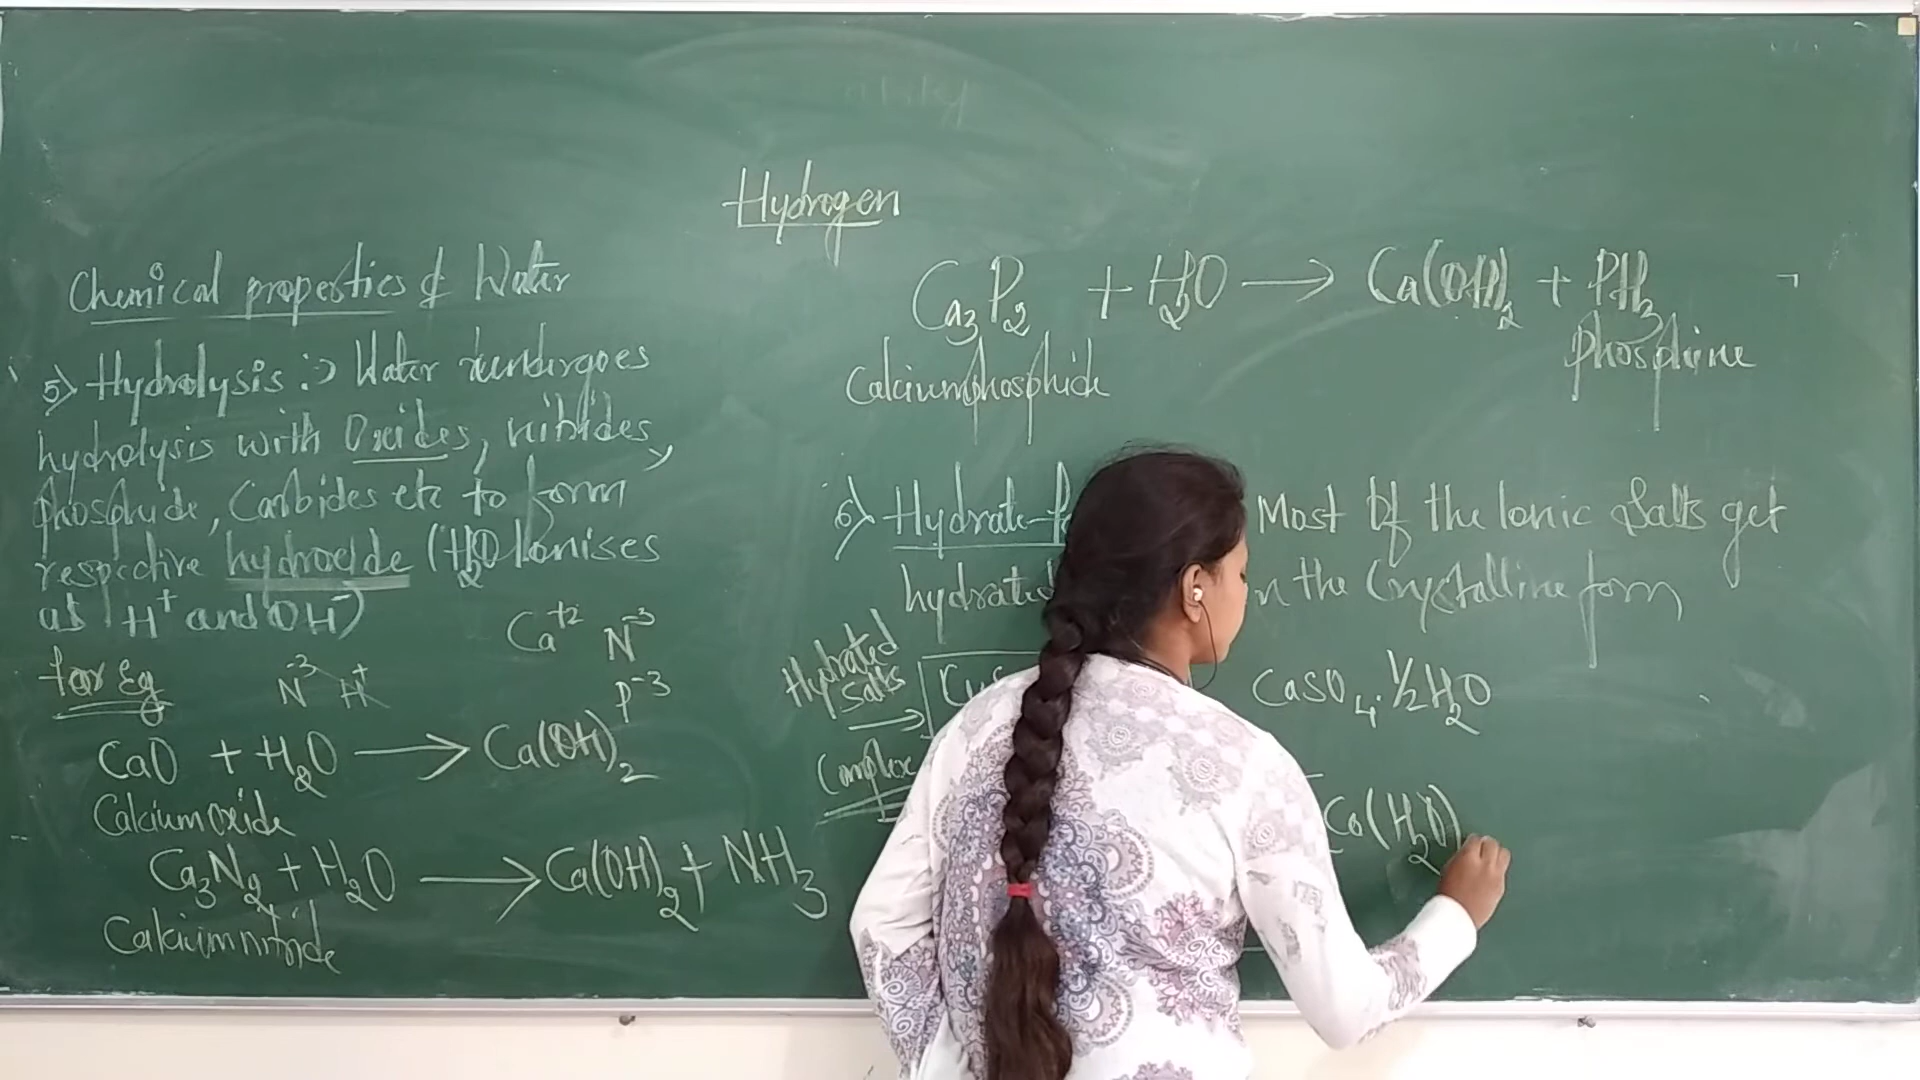 Hydrogen
Chemical properties of Water
5) Hydrolysis :-> Water undergoes
hydrolysis with Oxides, nitrides,
phosphide, Carbides etc to form
respective hydroxide (H₂O Ionises
as H⁺ and OH⁻)
for Eg
N⁻³ H⁺
Ca⁺² N⁻³
P⁻³
CaO + H₂O → Ca(OH)₂
Calcium oxide
Ca₃N₂ + H₂O → Ca(OH)₂ + NH₃
Calcium nitride
Ca₃P₂ + H₂O → Ca(OH)₂ + PH₃
Calcium phosphide
phosphine
6) Hydrate Most of the Ionic Salts get
hydrated in the Crystalline form
Hydrated
Salts
→ CaSO₄.½H₂O
Complex
Co(H₂O)